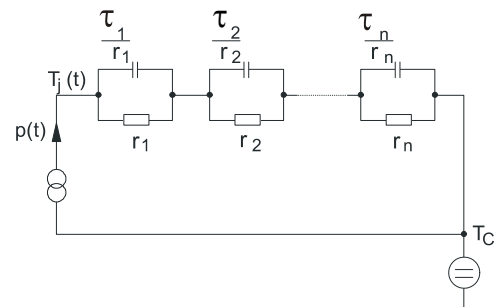 τ1/r1 τ2/r2 τn/rn
Tj(t)
p(t)
r1 r2 rn
TC